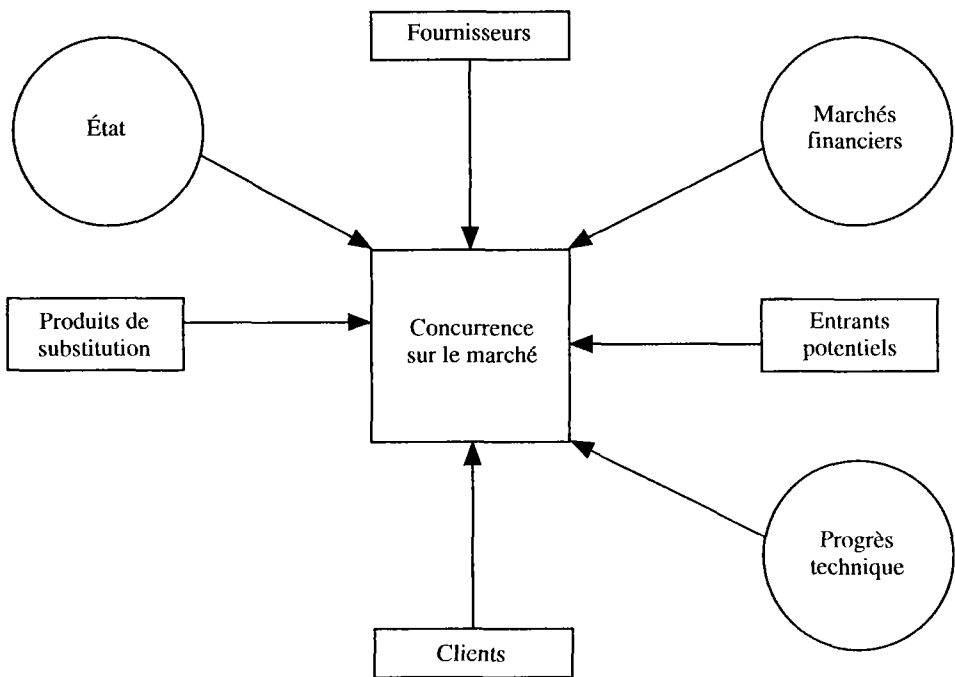 Fournisseurs
État
Marchés
financiers
Produits de
substitution
Concurrence
sur le marché
Entrants
potentiels
Progrès
technique
Clients